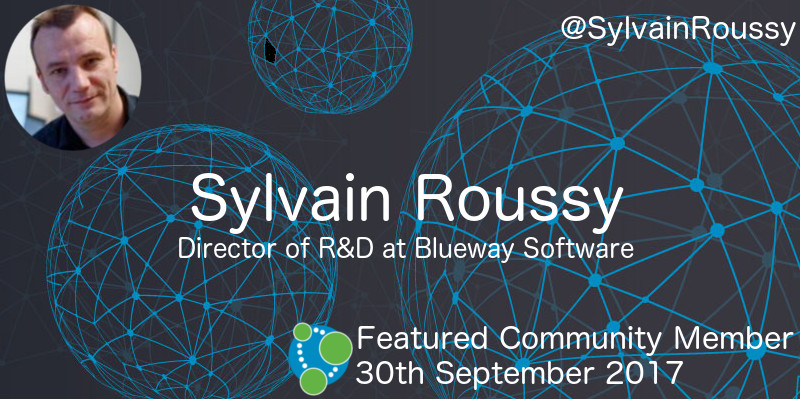 @SylvainRoussy
Sylvain Roussy
Director of R&D at Blueway Software
Featured Community Member
30th September 2017